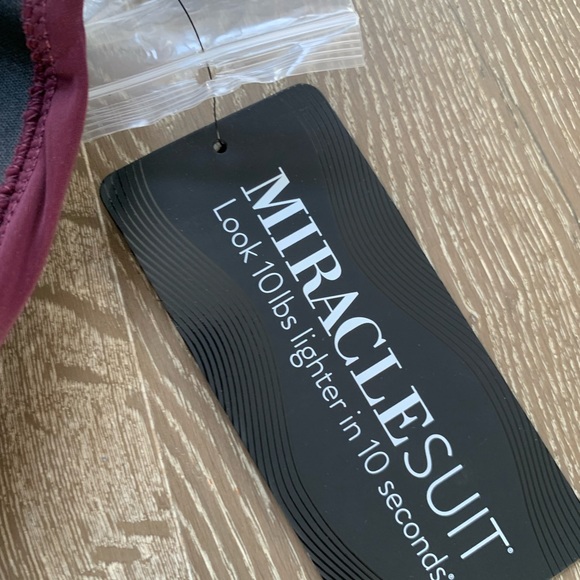 MIRACLESUIT®
Look 10lbs lighter in 10 seconds®